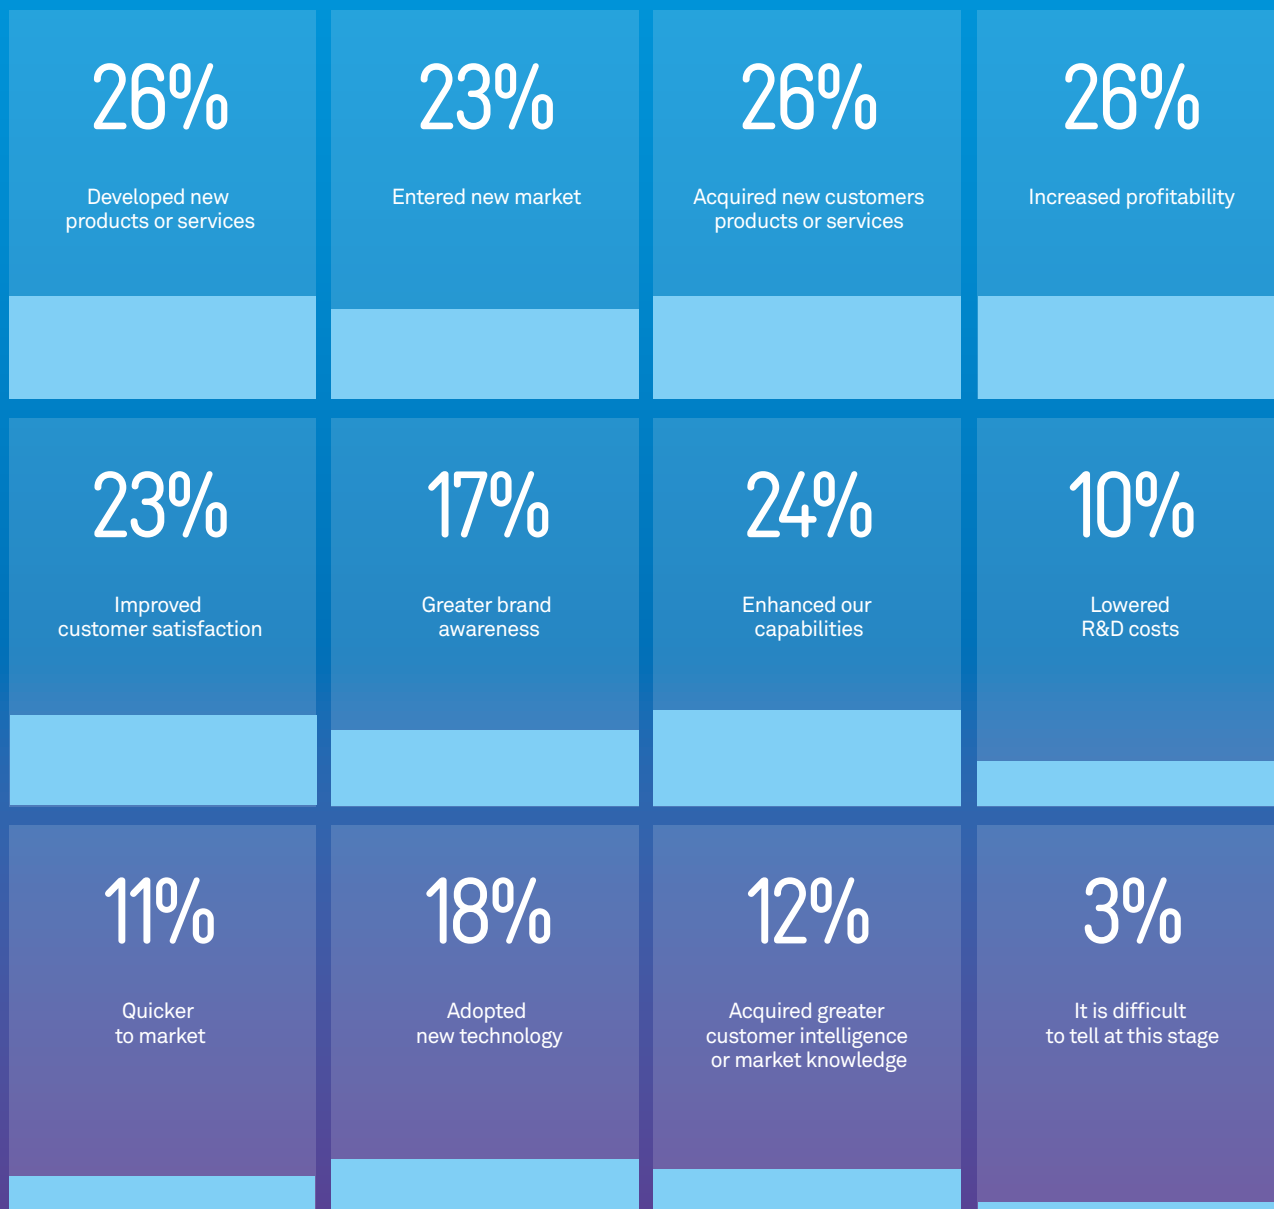 26%
23%
26%
26%
Developed new
products or services
Entered new market
Acquired new customers
products or services
Increased profitability
23%
17%
24%
10%
Improved
customer satisfaction
Greater brand
awareness
Enhanced our
capabilities
Lowered
R&D costs
11%
18%
12%
3%
Quicker
to market
Adopted
new technology
Acquired greater
customer intelligence
or market knowledge
It is difficult
to tell at this stage